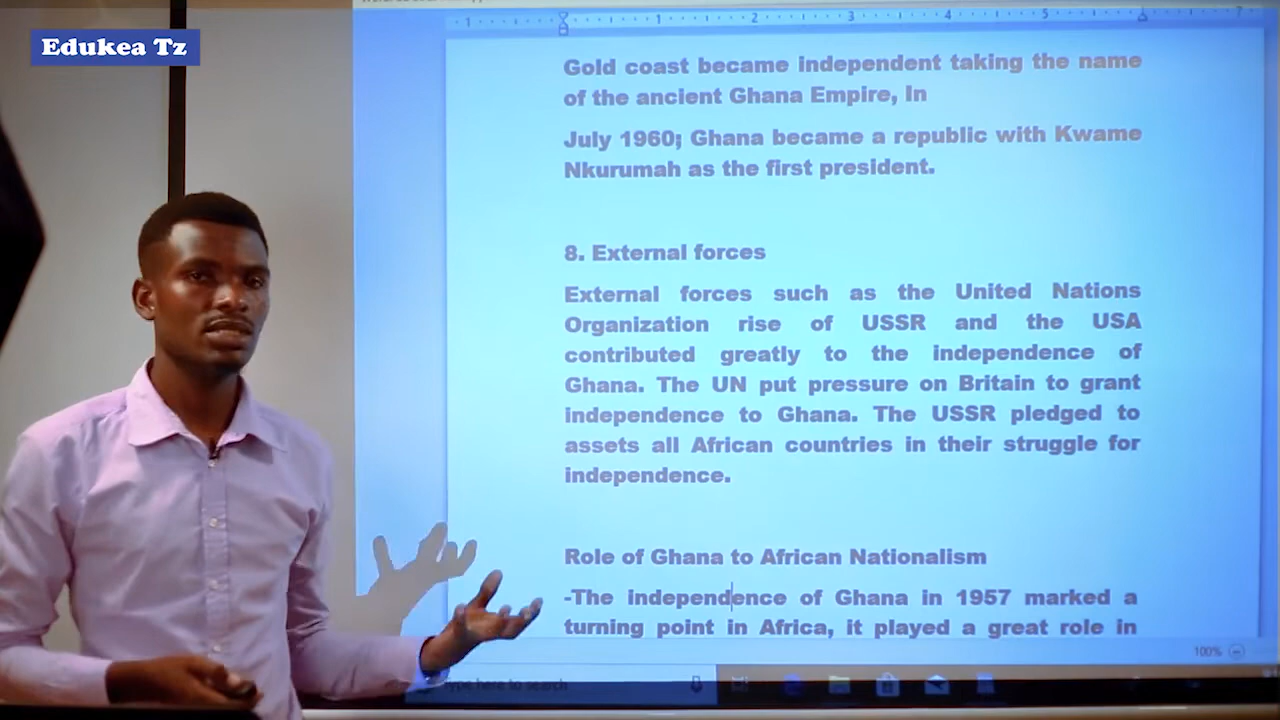 Edukea Tz
Gold coast became independent taking the name
of the ancient Ghana Empire, In
July 1960; Ghana became a republic with Kwame
Nkurumah as the first president.
8. External forces
External forces such as the United Nations
Organization rise of USSR and the USA
contributed greatly to the independence of
Ghana. The UN put pressure on Britain to grant
independence to Ghana. The USSR pledged to
assets all African countries in their struggle for
independence.
Role of Ghana to African Nationalism
-The independence of Ghana in 1957 marked a
turning point in Africa, it played a great role in
100%
Type here to search